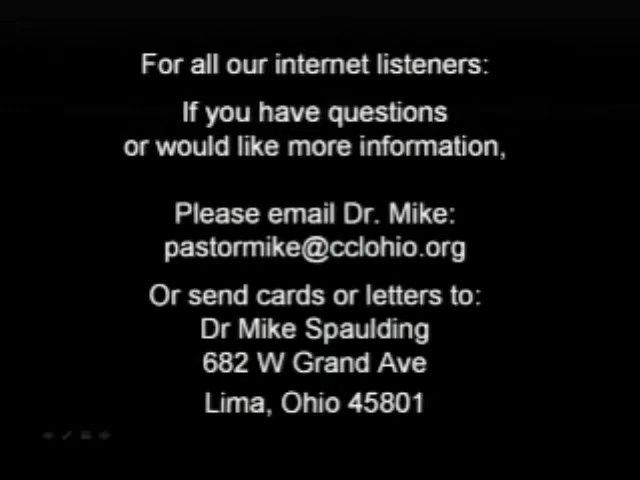 For all our internet listeners:
If you have questions
or would like more information,
Please email Dr. Mike:
pastormike@cclohio.org
Or send cards or letters to:
Dr Mike Spaulding
682 W Grand Ave
Lima, Ohio 45801